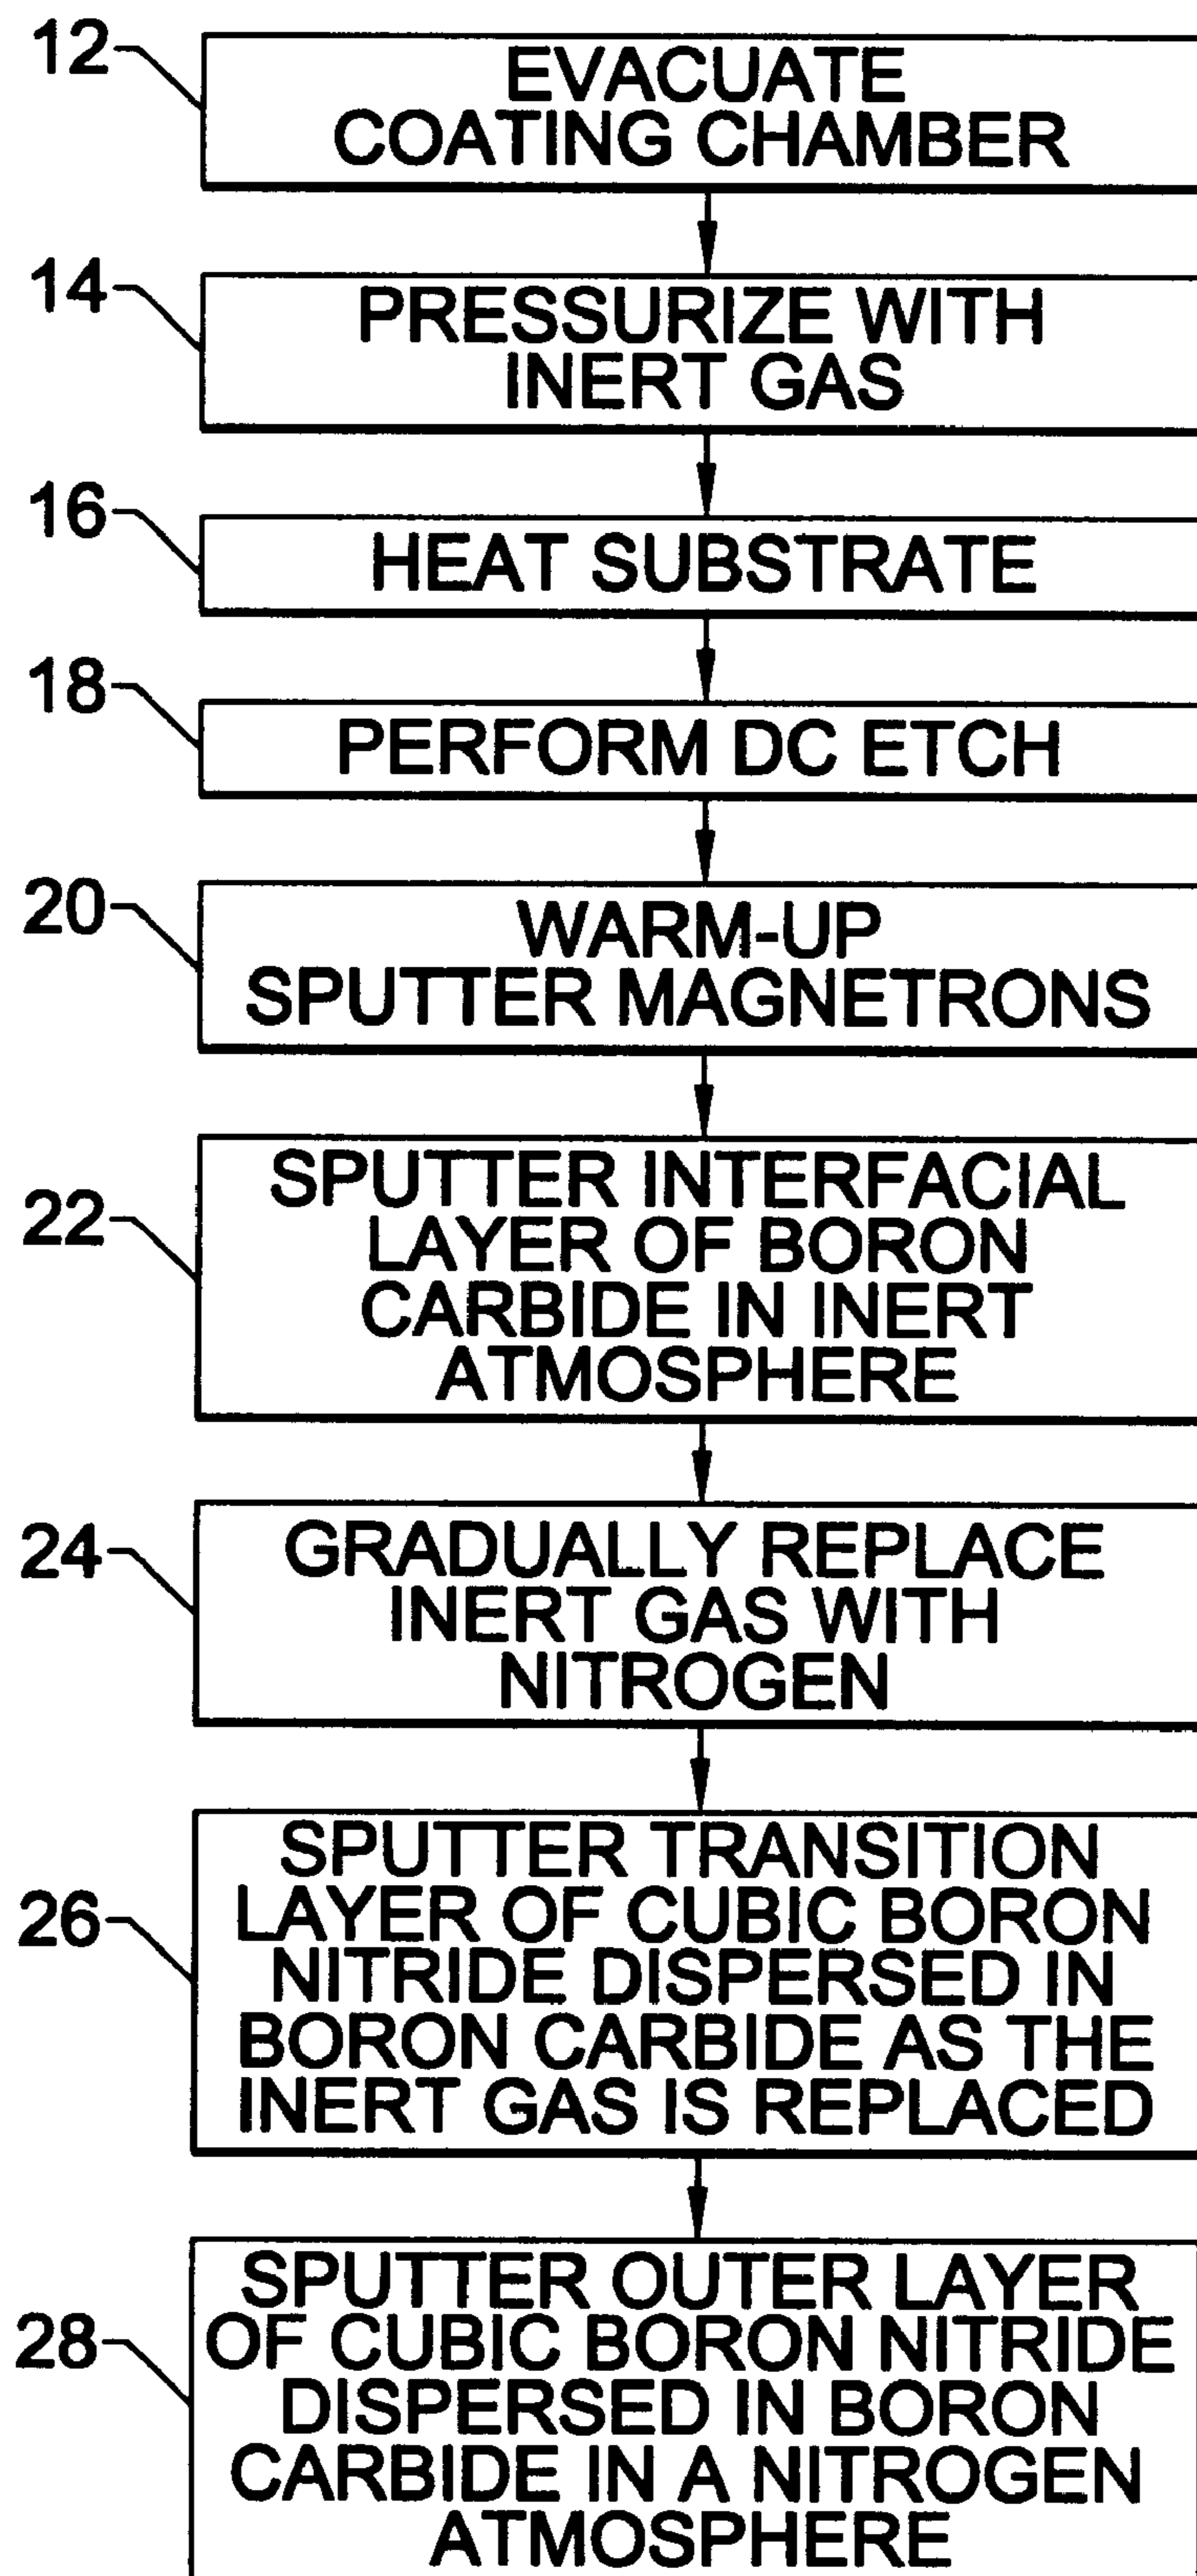 12
EVACUATE
COATING CHAMBER
14
PRESSURIZE WITH
INERT GAS
16
HEAT SUBSTRATE
18
PERFORM DC ETCH
20
WARM-UP
SPUTTER MAGNETRONS
22
SPUTTER INTERFACIAL
LAYER OF BORON
CARBIDE IN INERT
ATMOSPHERE
24
GRADUALLY REPLACE
INERT GAS WITH
NITROGEN
26
SPUTTER TRANSITION
LAYER OF CUBIC BORON
NITRIDE DISPERSED IN
BORON CARBIDE AS THE
INERT GAS IS REPLACED
28
SPUTTER OUTER LAYER
OF CUBIC BORON NITRIDE
DISPERSED IN BORON
CARBIDE IN A NITROGEN
ATMOSPHERE